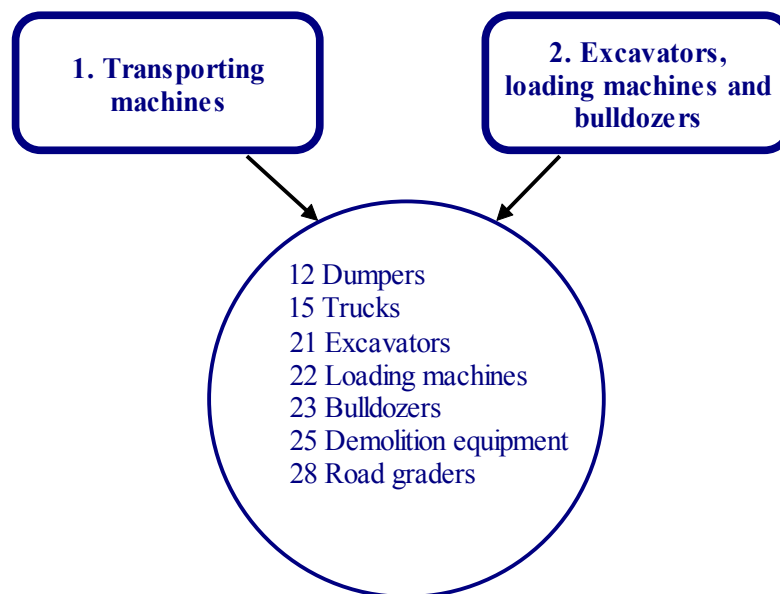 1. Transporting
machines
2. Excavators,
loading machines and
bulldozers
12 Dumpers
15 Trucks
21 Excavators
22 Loading machines
23 Bulldozers
25 Demolition equipment
28 Road graders